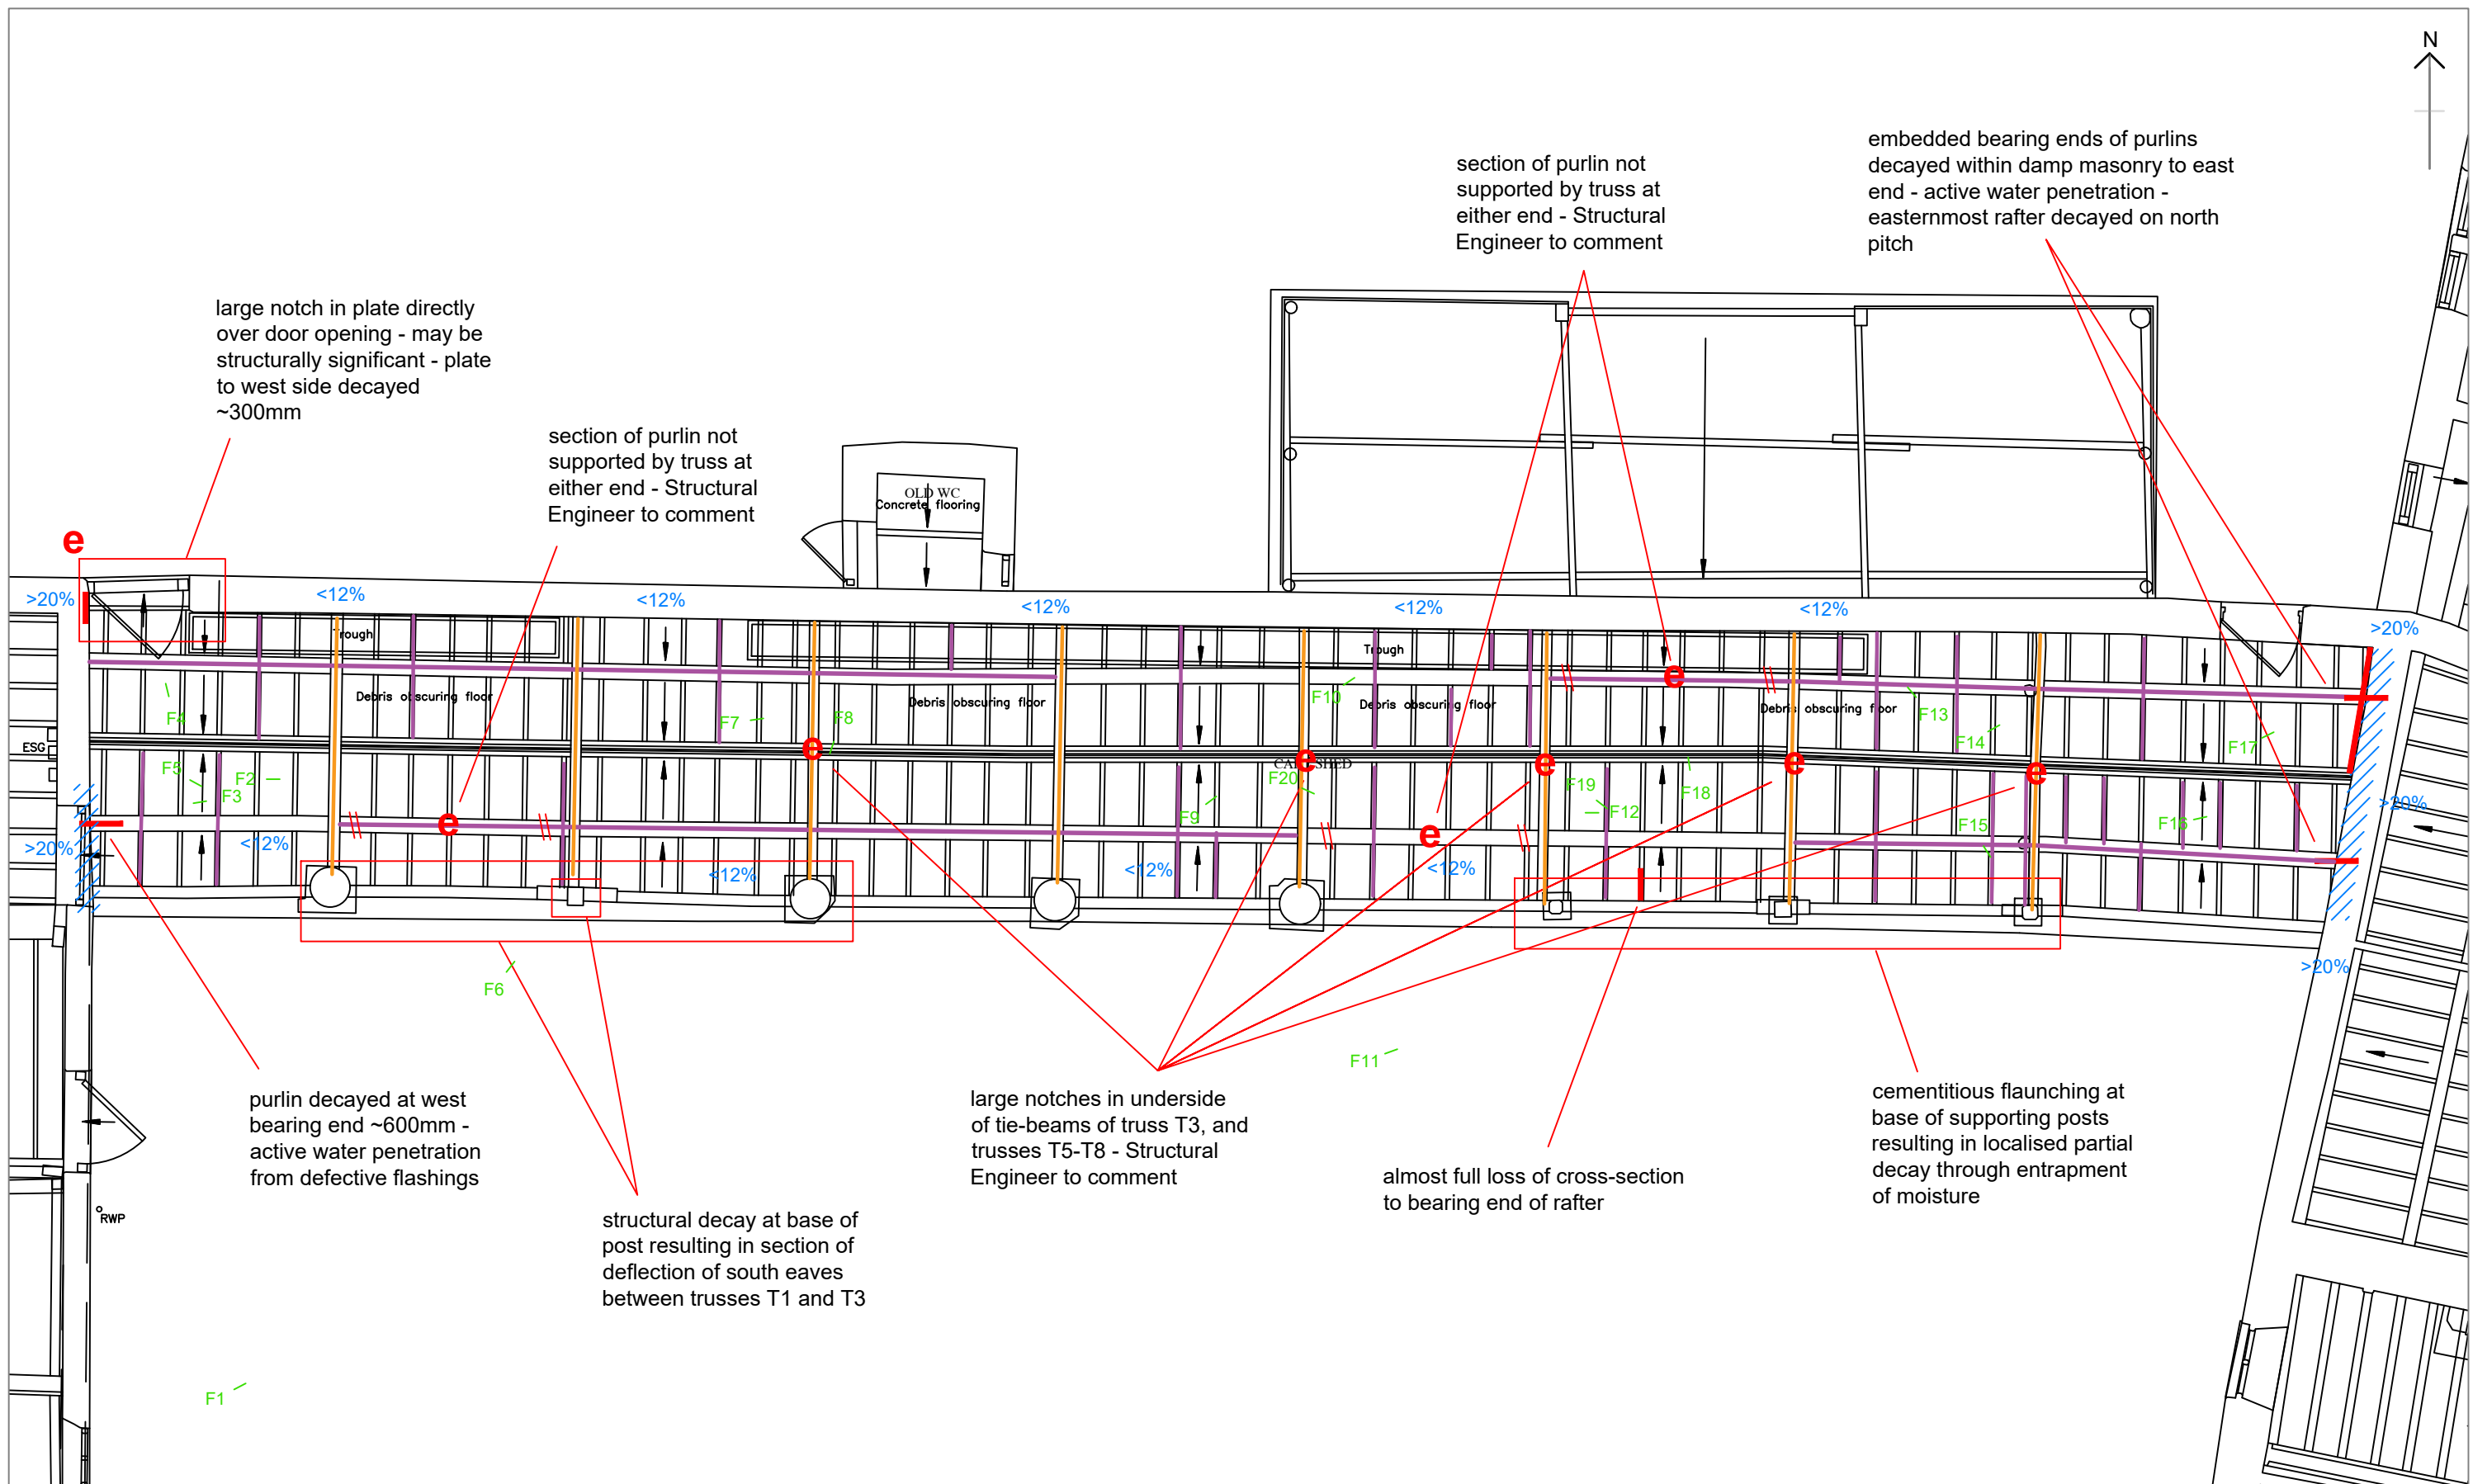 N
embedded bearing ends of purlins
decayed within damp masonry to east
end - active water penetration -
easternmost rafter decayed on north
pitch
section of purlin not
supported by truss at
either end - Structural
Engineer to comment
large notch in plate directly
over door opening - may be
structurally significant - plate
to west side decayed
~300mm
section of purlin not
supported by truss at
either end - Structural
Engineer to comment
OLD WC
Concrete flooring
e
>20%
<12%
<12%
<12%
<12%
<12%
>20%
Trough
Trough
e
Debris obscuring floor
Debris obscuring floor
Debris obscuring floor
Debris obscuring floor
F4
F7
F8
F10
F13
F14
F17
ESG
e
e
e
e
e
F5
F2
F3
F20
F19
F18
F9
F12
F15
F16
>20%
e
e
>20%
<12%
<12%
<12%
<12%
>20%
F6
F11
purlin decayed at west
bearing end ~600mm -
active water penetration
from defective flashings
large notches in underside
of tie-beams of truss T3, and
trusses T5-T8 - Structural
Engineer to comment
cementitious flaunching at
base of supporting posts
resulting in localised partial
decay through entrapment
of moisture
almost full loss of cross-section
to bearing end of rafter
RWP
structural decay at base of
post resulting in section of
deflection of south eaves
between trusses T1 and T3
F1